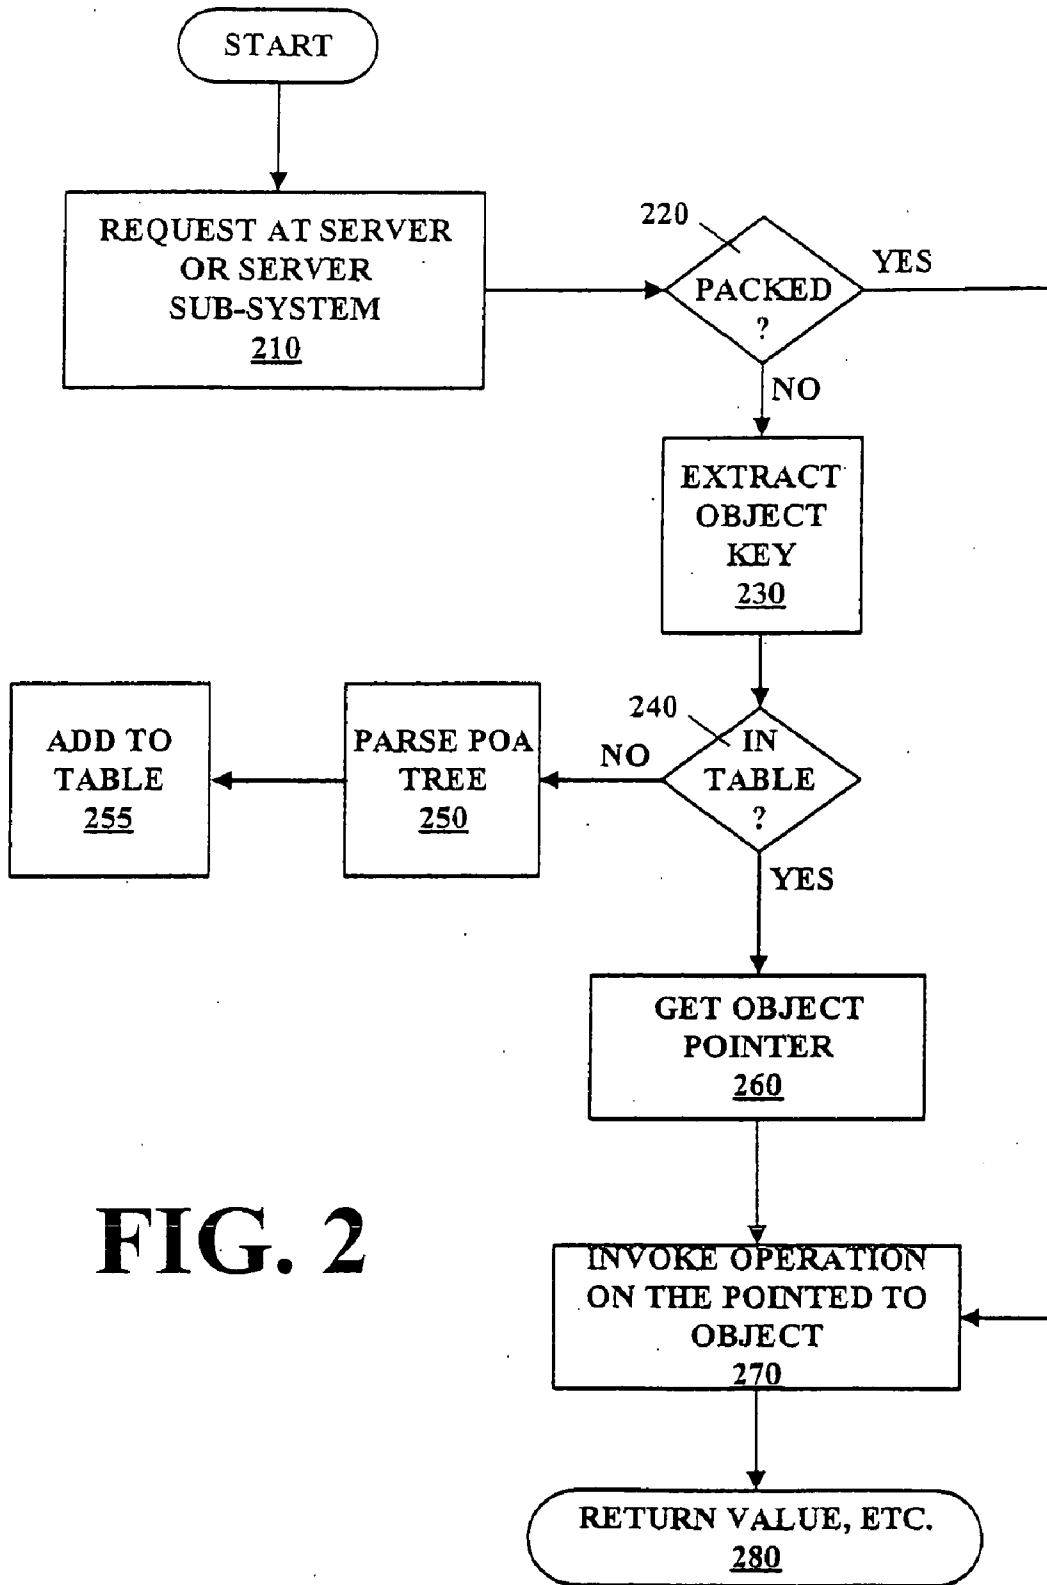 START
REQUEST AT SERVER
OR SERVER
SUB-SYSTEM
210
220
PACKED
?
YES
NO
EXTRACT
OBJECT
KEY
230
240
IN
TABLE
?
NO
PARSE POA
TREE
250
ADD TO
TABLE
255
YES
GET OBJECT
POINTER
260
INVOKE OPERATION
ON THE POINTED TO
OBJECT
270
RETURN VALUE, ETC.
280
FIG. 2